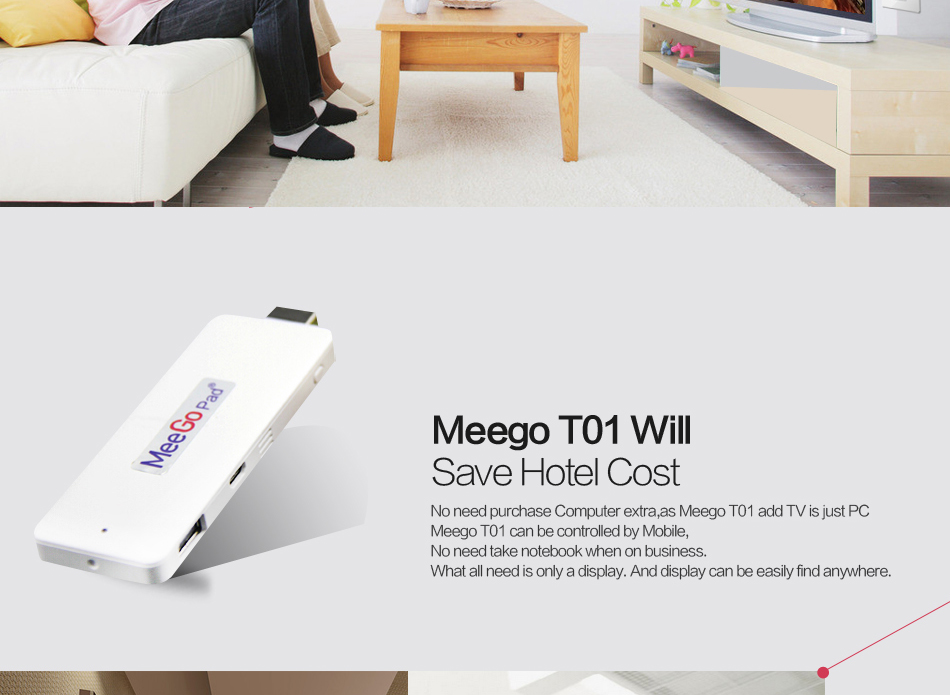 MeeGo Pad®
Meego T01 Will
Save Hotel Cost
No need purchase Computer extra,as Meego T01 add TV is just PC
Meego T01 can be controlled by Mobile,
No need take notebook when on business.
What all need is only a display. And display can be easily find anywhere.